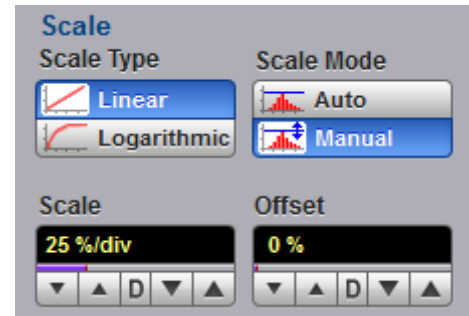 Scale
Scale Type
Scale Mode
Linear
Auto
Logarithmic
Manual
Scale
Offset
25 %/div
0 %
D
D